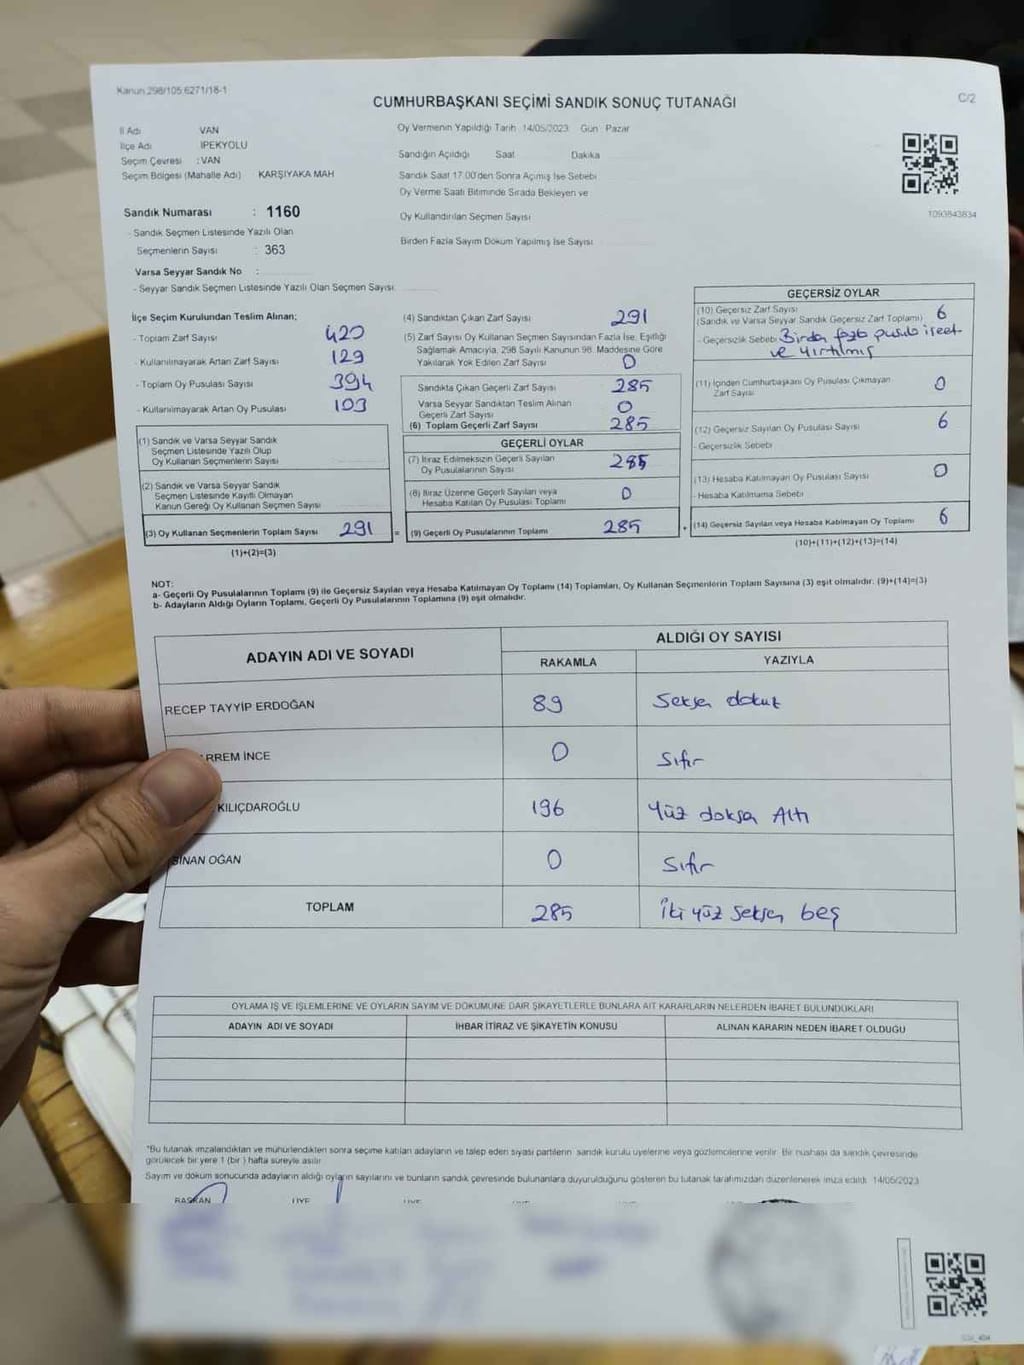 Kanun 298/105 6271/18-1
CUMHURBAŞKANI SEÇİMİ SANDIK SONUÇ TUTANAĞI
C/2
İl Adı VAN
İlçe Adı İPEKYOLU
Seçim Çevresi : VAN
Seçim Bölgesi (Mahalle Adı) KARŞIYAKA MAH
Sandık Numarası : 1160
- Sandık Seçmen Listesinde Yazılı Olan
Seçmenlerin Sayısı : 363
Varsa Seyyar Sandık No :
- Seyyar Sandık Seçmen Listesinde Yazılı Olan Seçmen Sayısı:
Oy Vermenin Yapıldığı Tarih 14/05/2023 Gün : Pazar
Sandığın Açıldığı Saat Dakika
Sandık Saat 17.00'den Sonra Açılmış İse Sebebi
Oy Verme Saati Bitiminde Sırada Bekleyen ve
Oy Kullandırılan Seçmen Sayısı
Birden Fazla Sayım Döküm Yapılmış İse Sayısı
1093843834
İlçe Seçim Kurulundan Teslim Alınan;
- Toplam Zarf Sayısı 420
- Kullanılmayarak Artan Zarf Sayısı 129
- Toplam Oy Pusulası Sayısı 394
- Kullanılmayarak Artan Oy Pusulası 103
(1) Sandık ve Varsa Seyyar Sandık
Seçmen Listesinde Yazılı Olup
Oy Kullanan Seçmenlerin Sayısı
(2) Sandık ve Varsa Seyyar Sandık
Seçmen Listesinde Kayıtlı Olmayan
Kanun Gereği Oy Kullanan Seçmen Sayısı
(3) Oy Kullanan Seçmenlerin Toplam Sayısı 291 =
(1)+(2)=(3)
(4) Sandıktan Çıkan Zarf Sayısı 291
(5) Zarf Sayısı Oy Kullanan Seçmen Sayısından Fazla İse, Eşitliği
Sağlamak Amacıyla, 298 Sayılı Kanunun 98. Maddesine Göre
Yakılarak Yok Edilen Zarf Sayısı 0
Sandıkta Çıkan Geçerli Zarf Sayısı 285
Varsa Seyyar Sandıktan Teslim Alınan
Geçerli Zarf Sayısı 0
(6) Toplam Geçerli Zarf Sayısı 285
GEÇERLİ OYLAR
(7) İtiraz Edilmeksizin Geçerli Sayılan
Oy Pusulalarının Sayısı 285
(8) İtiraz Üzerine Geçerli Sayılan veya
Hesaba Katılan Oy Pusulası Toplamı 0
(9) Geçerli Oy Pusulalarının Toplamı 285 +
GEÇERSİZ OYLAR
(10) Geçersiz Zarf Sayısı
(Sandık ve Varsa Seyyar Sandık Geçersiz Zarf Toplamı) 6
- Geçersizlik Sebebi Birden fazla pusula işaret
ve yırtılmış
(11) İçinden Cumhurbaşkanı Oy Pusulası Çıkmayan
Zarf Sayısı 0
(12) Geçersiz Sayılan Oy Pusulası Sayısı 6
- Geçersizlik Sebebi
(13) Hesaba Katılmayan Oy Pusulası Sayısı 0
- Hesaba Katılmama Sebebi
(14) Geçersiz Sayılan veya Hesaba Katılmayan Oy Toplamı 6
(10)+(11)+(12)+(13)=(14)
NOT:
a- Geçerli Oy Pusulalarının Toplamı (9) ile Geçersiz Sayılan veya Hesaba Katılmayan Oy Toplamı (14) Toplamları, Oy Kullanan Seçmenlerin Toplam Sayısına (3) eşit olmalıdır. (9)+(14)=(3)
b- Adayların Aldığı Oyların Toplamı, Geçerli Oy Pusulalarının Toplamına (9) eşit olmalıdır.
ADAYIN ADI VE SOYADI
ALDIĞI OY SAYISI
RAKAMLA YAZIYLA
RECEP TAYYİP ERDOĞAN 89 Seksen dokuz
RREM İNCE 0 Sıfır
KILIÇDAROĞLU 196 Yüz doksan Altı
SİNAN OĞAN 0 Sıfır
TOPLAM 285 İki yüz seksen beş
OYLAMA İŞ VE İŞLEMLERİNE VE OYLARIN SAYIM VE DÖKÜMÜNE DAİR ŞİKAYETLERLE BUNLARA AİT KARARLARIN NELERDEN İBARET BULUNDUKLARI
ADAYIN ADI VE SOYADI İHBAR İTİRAZ VE ŞİKAYETİN KONUSU ALINAN KARARIN NEDEN İBARET OLDUĞU
*Bu tutanak imzalandıktan ve mühürlendikten sonra seçime katılan adayların ve talep eden siyasi partilerin sandık kurulu üyelerine veya gözlemcilerine verilir. Bir nüshası da sandık çevresinde
görülecek bir yere 1 (bir) hafta süreyle asılır.
Sayım ve döküm sonucunda adayların aldığı oyların sayılarını ve bunların sandık çevresinde bulunanlara duyurulduğunu gösteren bu tutanak tarafımızdan düzenlenerek imza edildi. 14/05/2023
BAŞKAN ÜYE ÜYE